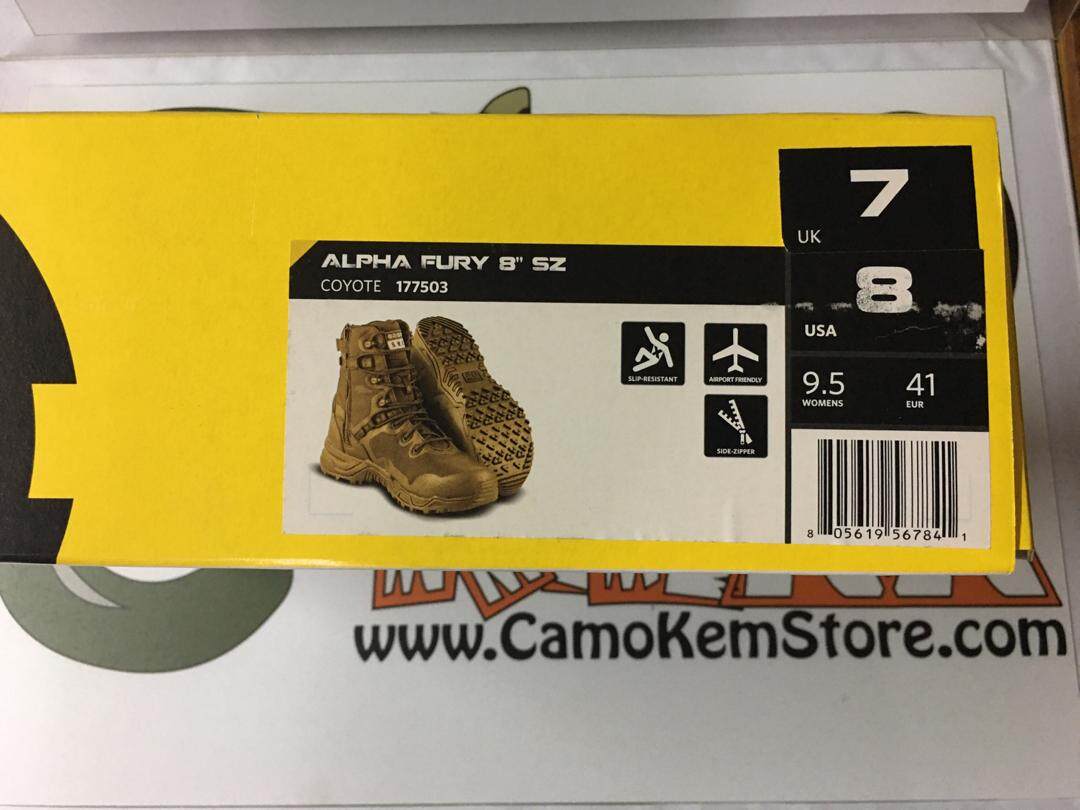 7
UK
ALPHA FURY 8" SZ
COYOTE 177503
8
USA
SLIP-RESISTANT
AIRPORT FRIENDLY
9.5 41
WOMENS EUR
SIDE-ZIPPER
8 05619 56784 1
www.CamoKemStore.com